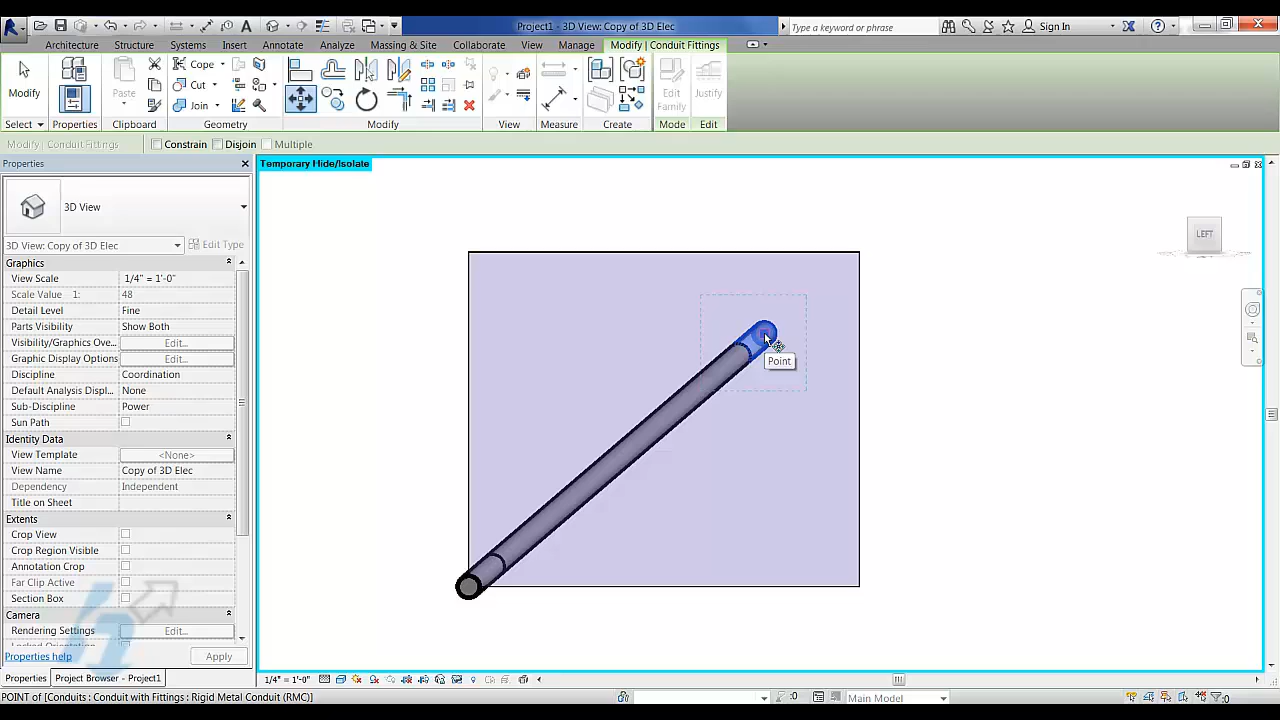 Project1 - 3D View: Copy of 3D Elec
Type a keyword or phrase
Sign In
Architecture
Structure
Systems
Insert
Annotate
Analyze
Massing & Site
Collaborate
View
Manage
Modify | Conduit Fittings
Modify
Paste
Cope
Cut
Join
Edit Family
Justify
Select
Properties
Clipboard
Geometry
Modify
View
Measure
Create
Mode
Edit
Modify | Conduit Fittings
Constrain
Disjoin
Multiple
Properties
3D View
3D View: Copy of 3D Elec
Edit Type
Graphics
View Scale 1/4" = 1'-0"
Scale Value 1: 48
Detail Level Fine
Parts Visibility Show Both
Visibility/Graphics Ove... Edit...
Graphic Display Options Edit...
Discipline Coordination
Default Analysis Displ... None
Sub-Discipline Power
Sun Path
Identity Data
View Template <None>
View Name Copy of 3D Elec
Dependency Independent
Title on Sheet
Extents
Crop View
Crop Region Visible
Annotation Crop
Far Clip Active
Section Box
Camera
Rendering Settings Edit...
Properties help
Apply
Properties
Project Browser - Project1
Temporary Hide/Isolate
LEFT
Point
1/4" = 1'-0"
POINT of [Conduits : Conduit with Fittings : Rigid Metal Conduit (RMC)]
:0
Main Model
:0